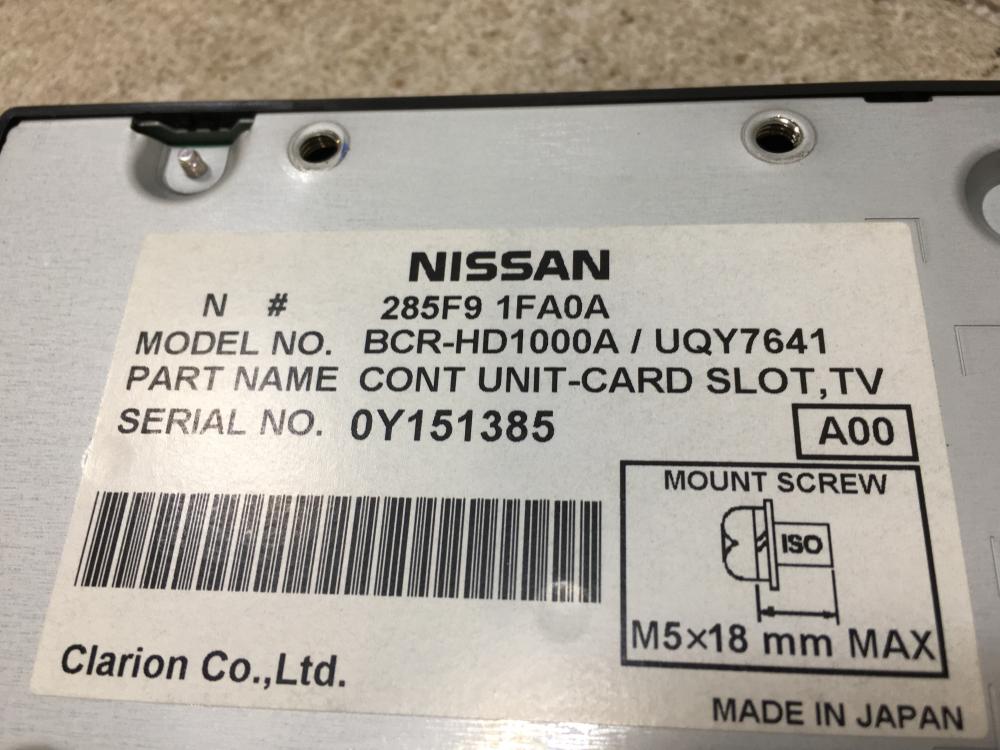 NISSAN
N # 285F9 1FA0A
MODEL NO. BCR-HD1000A / UQY7641
PART NAME CONT UNIT-CARD SLOT,TV
SERIAL NO. 0Y151385
A00
MOUNT SCREW
ISO
M5×18 mm MAX
Clarion Co.,Ltd.
MADE IN JAPAN